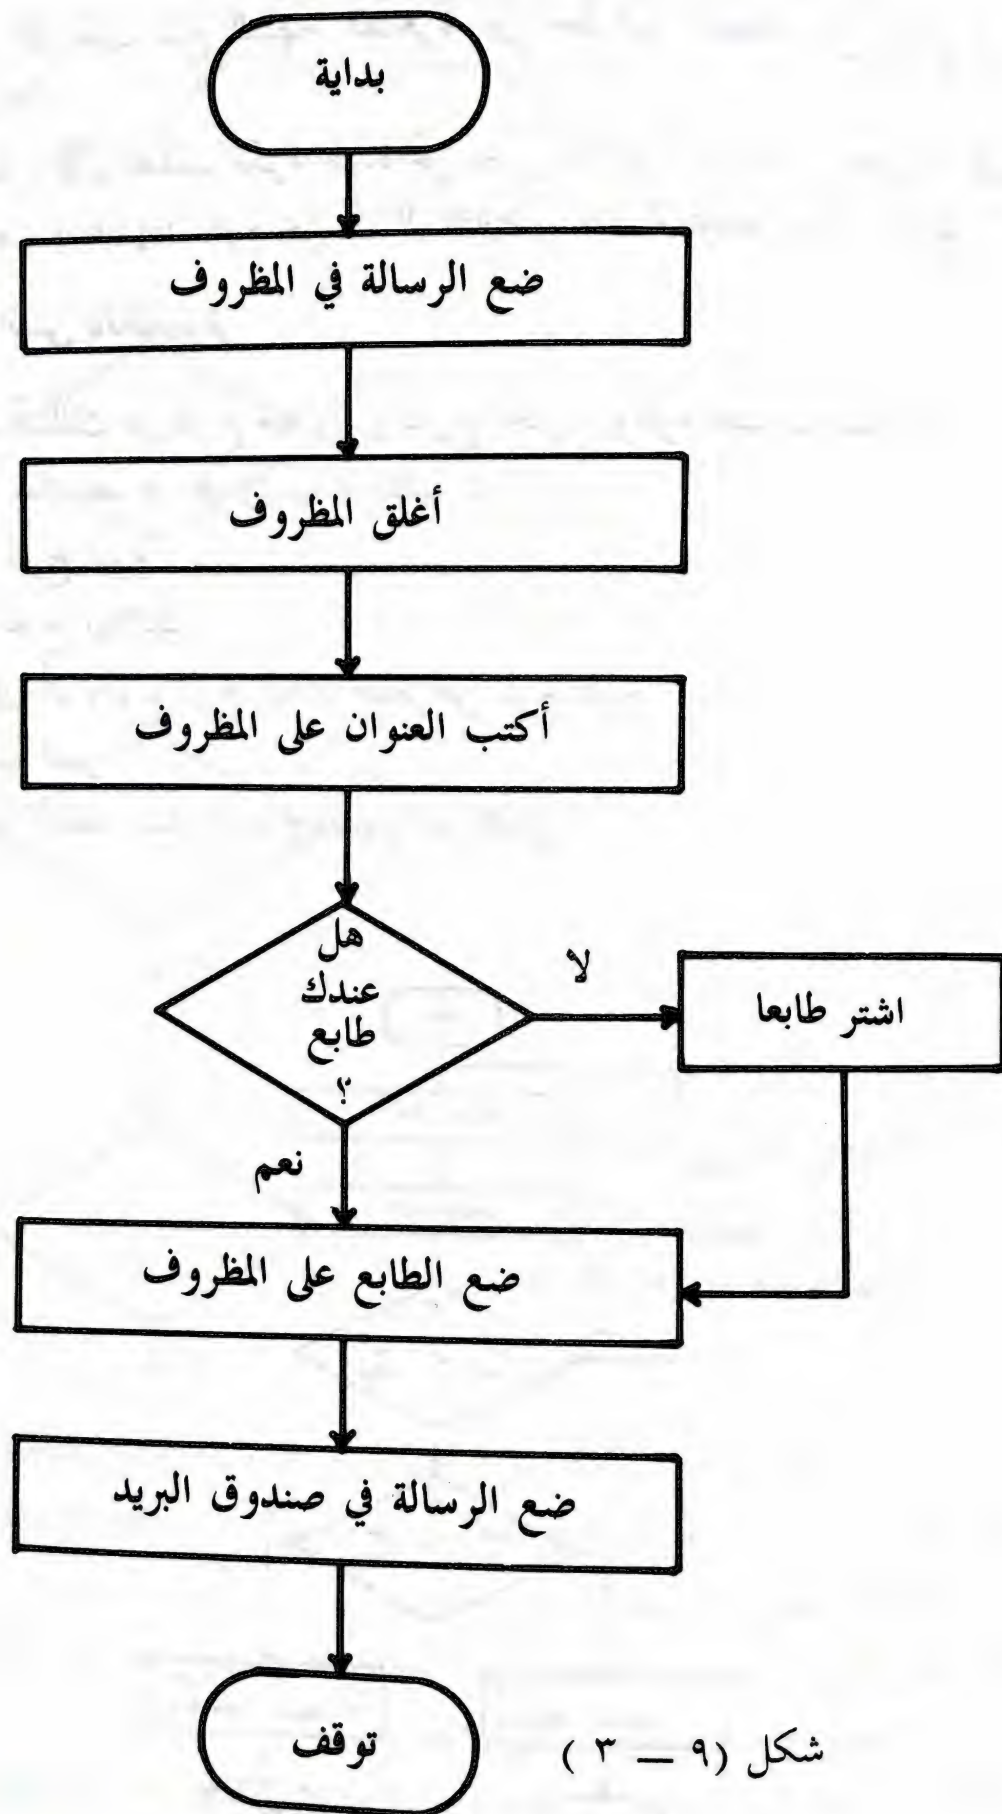 بداية
ضع الرسالة في المظروف
أغلق المظروف
أكتب العنوان على المظروف
هل
عندك
طابع
؟
لا
اشتر طابعا
نعم
ضع الطابع على المظروف
ضع الرسالة في صندوق البريد
توقف
شكل (٩ — ٣)